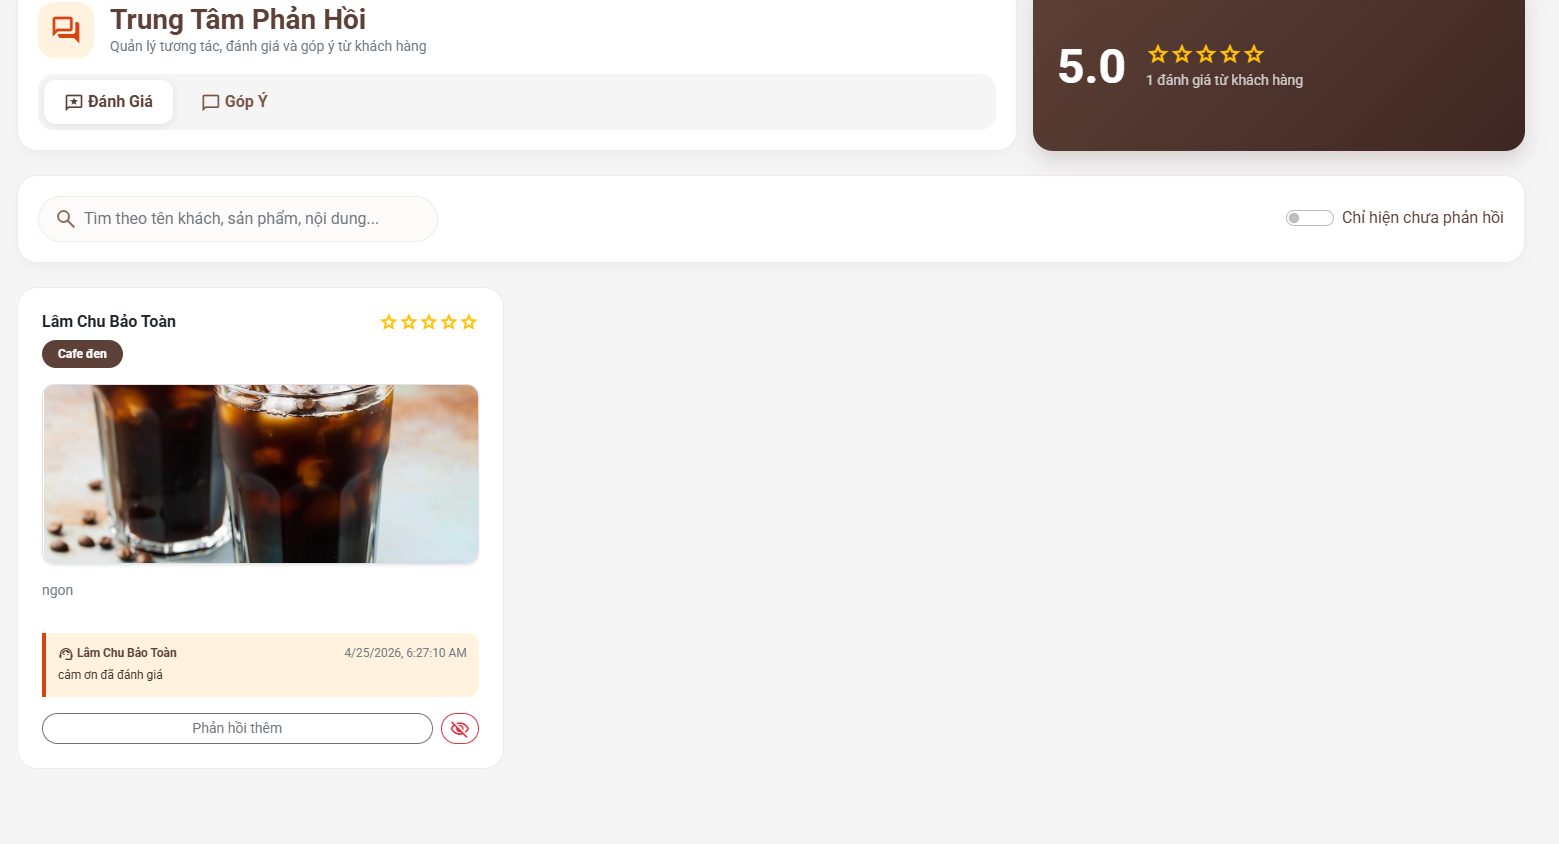 Trung Tâm Phản Hồi
Quản lý tương tác, đánh giá và góp ý từ khách hàng
Đánh Giá
Góp Ý
5.0
1 đánh giá từ khách hàng
Tìm theo tên khách, sản phẩm, nội dung...
Chỉ hiện chưa phản hồi
Lâm Chu Bảo Toàn
Cafe đen
ngon
Lâm Chu Bảo Toàn
4/25/2026, 6:27:10 AM
cảm ơn đã đánh giá
Phản hồi thêm